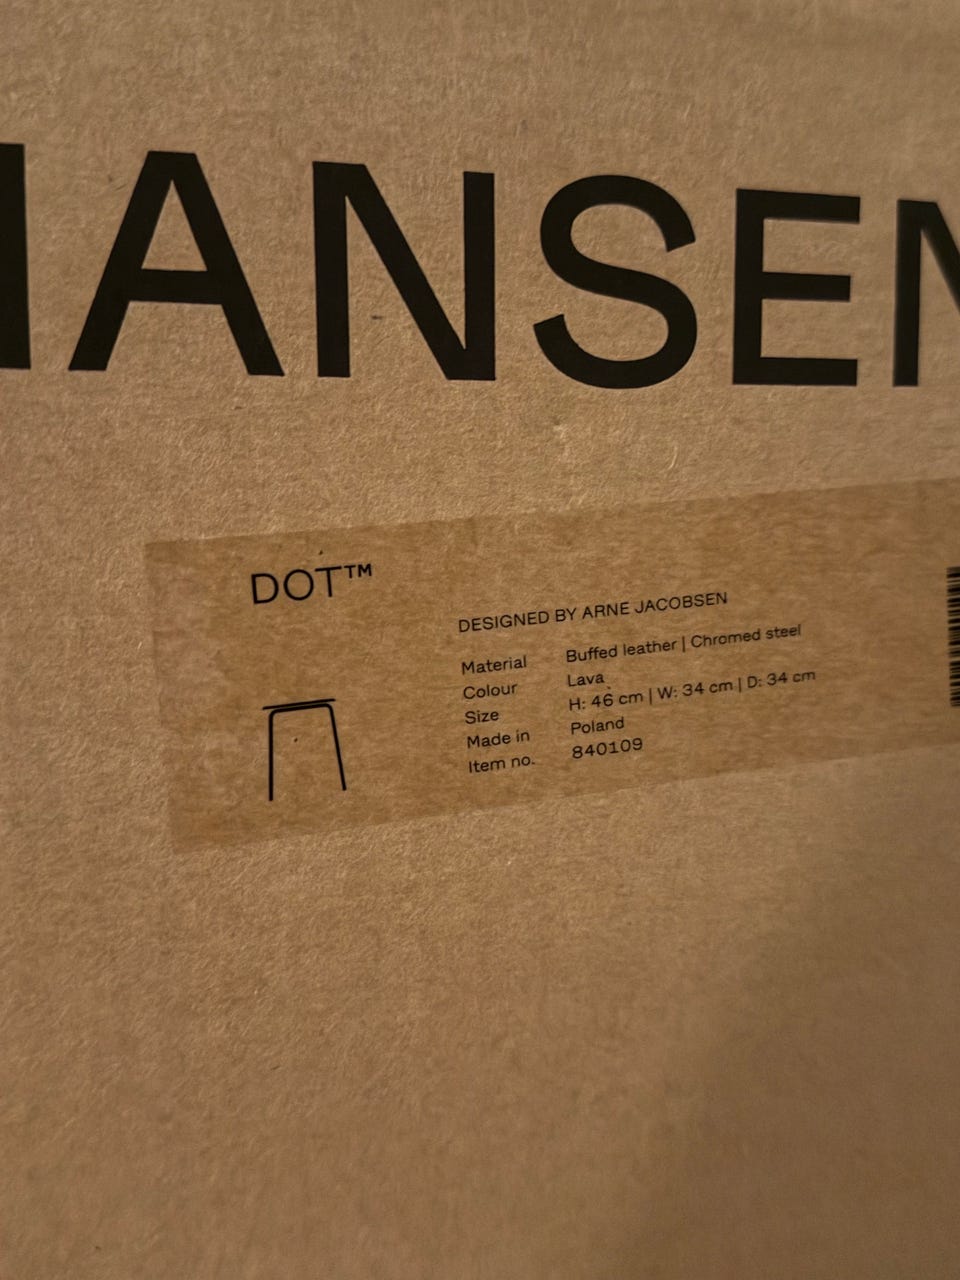 HANSEN
DOT™
DESIGNED BY ARNE JACOBSEN
Material Buffed leather | Chromed steel
Colour Lava
Size H: 46 cm | W: 34 cm | D: 34 cm
Made in Poland
Item no. 840109